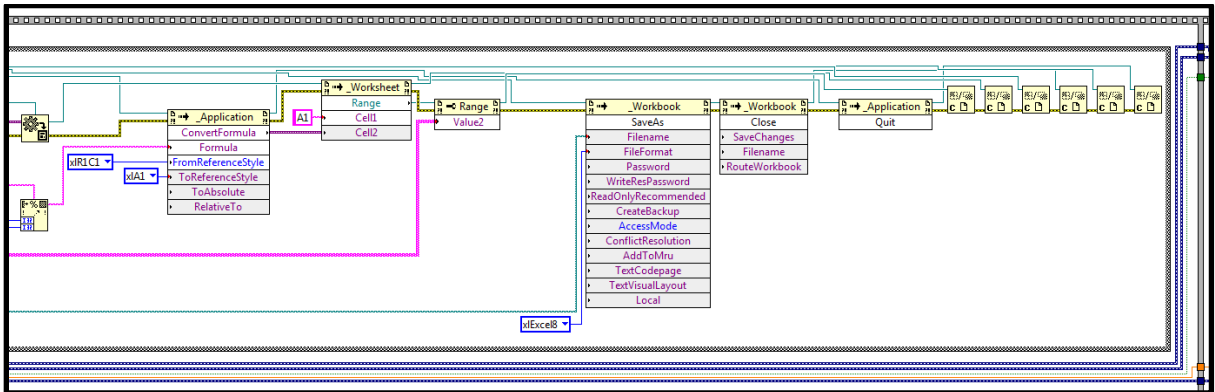 _Application
ConvertFormula
Formula
FromReferenceStyle
ToReferenceStyle
ToAbsolute
RelativeTo
xlR1C1
xlA1
_Worksheet
Range
Cell1
Cell2
A1
Range
Value2
_Workbook
SaveAs
Filename
FileFormat
Password
WriteResPassword
ReadOnlyRecommended
CreateBackup
AccessMode
ConflictResolution
AddToMru
TextCodepage
TextVisualLayout
Local
xlExcel8
_Workbook
Close
SaveChanges
Filename
RouteWorkbook
_Application
Quit